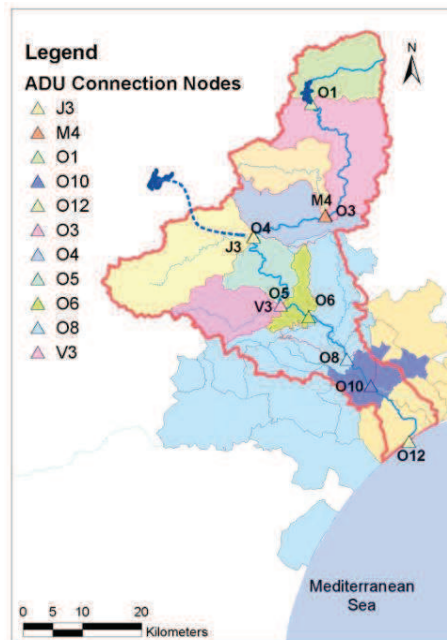 Legend
ADU Connection Nodes
J3
M4
O1
O10
O12
O3
O4
O5
O6
O8
V3
N
O1
M4
O3
O4
J3
O5
V3
O6
O8
O10
O12
Mediterranean
Sea
0 5 10 20
Kilometers